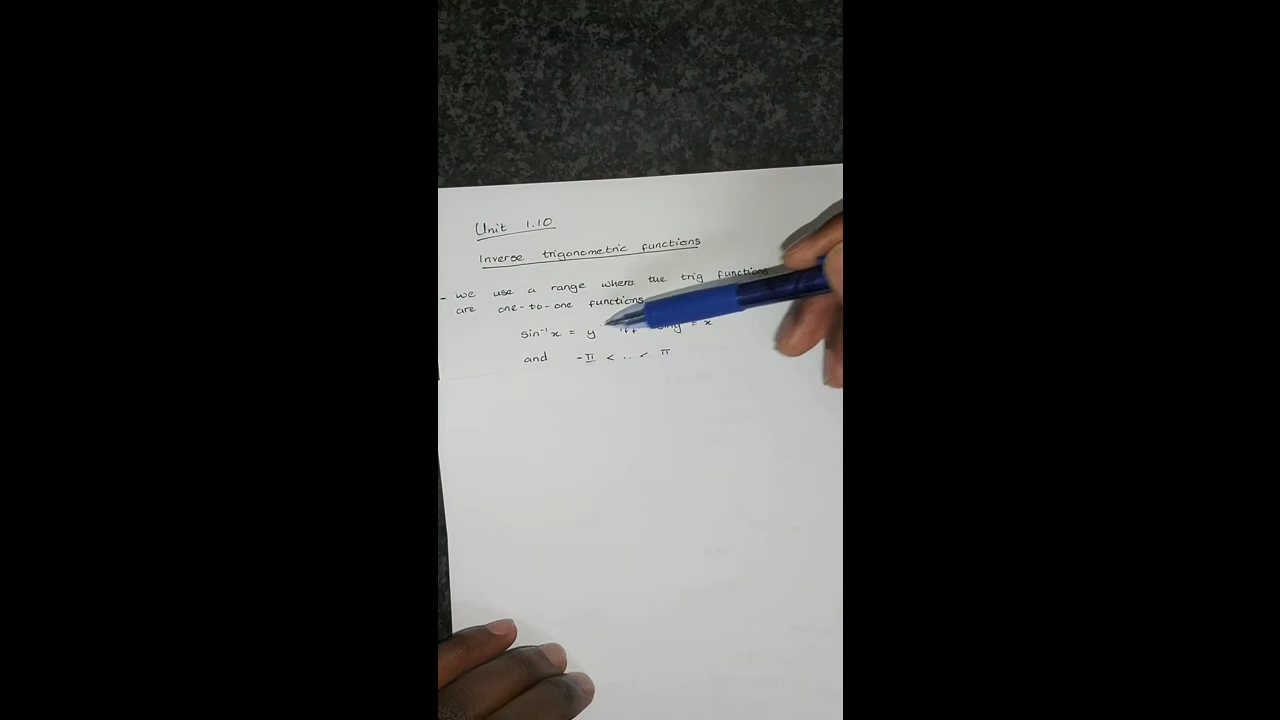 Unit 1.10
Inverse trigonometric functions
- We use a range where the trig functions
are one-to-one functions
sin⁻¹x = y = x
and -π < < π